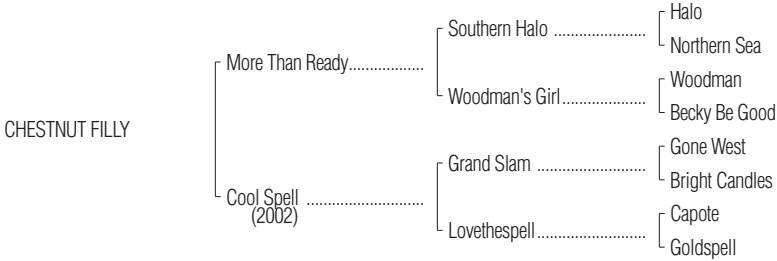 Halo
Southern Halo ......................
Northern Sea
More Than Ready..................
Woodman
Woodman's Girl....................
Becky Be Good
CHESTNUT FILLY
Gone West
Grand Slam ..........................
Bright Candles
Cool Spell ............................
(2002)
Capote
Lovethespell..........................
Goldspell